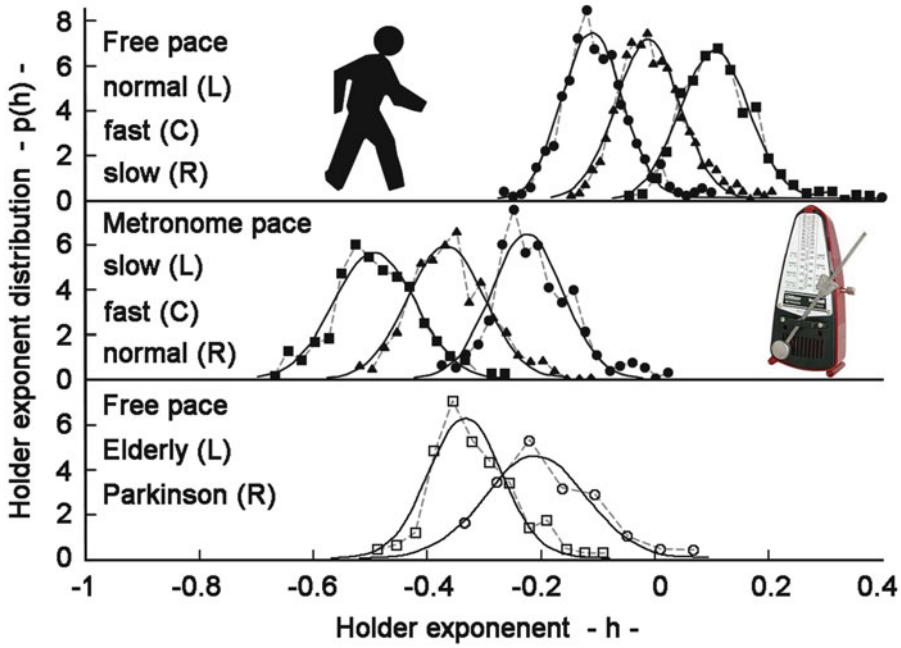 Holder exponent distribution - p(h) -
8
6
4
2
0
Free pace
normal (L)
fast (C)
slow (R)
6
4
2
0
Metronome pace
slow (L)
fast (C)
normal (R)
6
4
2
0
Free pace
Elderly (L)
Parkinson (R)
-1 -0.8 -0.6 -0.4 -0.2 0 0.2 0.4
Holder exponenent - h -